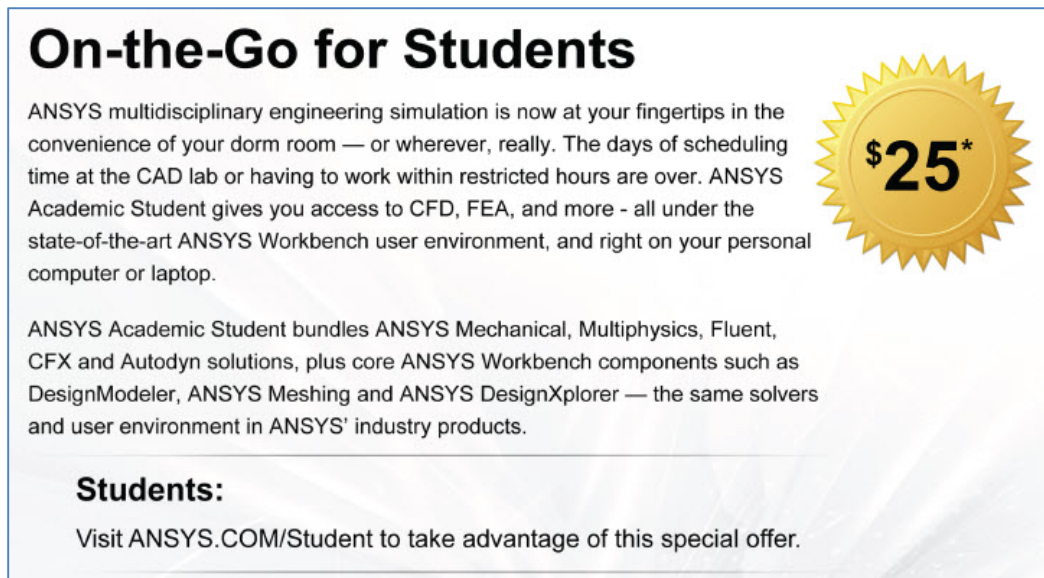 On-the-Go for Students
ANSYS multidisciplinary engineering simulation is now at your fingertips in the
convenience of your dorm room — or wherever, really. The days of scheduling
time at the CAD lab or having to work within restricted hours are over. ANSYS
Academic Student gives you access to CFD, FEA, and more - all under the
state-of-the-art ANSYS Workbench user environment, and right on your personal
computer or laptop.
$25*
ANSYS Academic Student bundles ANSYS Mechanical, Multiphysics, Fluent,
CFX and Autodyn solutions, plus core ANSYS Workbench components such as
DesignModeler, ANSYS Meshing and ANSYS DesignXplorer — the same solvers
and user environment in ANSYS' industry products.
Students:
Visit ANSYS.COM/Student to take advantage of this special offer.